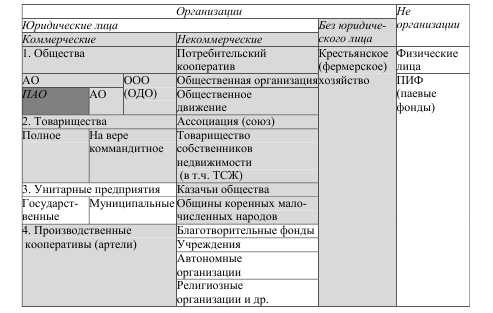 Организации
Не
организации
Юридические лица
Без юридиче-
ского лица
Коммерческие
Некоммерческие
1. Общества
Потребительский
кооператив
Крестьянское
(фермерское)
хозяйство
Физические
лица
АО
ООО
(ОДО)
Общественная организация
ПИФ
(паевые
фонды)
ПАО
АО
Общественное
движение
2. Товарищества
Ассоциация (союз)
Полное
На вере
коммандитное
Товарищество
собственников
недвижимости
(в т.ч. ТСЖ)
3. Унитарные предприятия
Казачьи общества
Государст-
венные
Муниципальные
Общины коренных мало-
численных народов
4. Производственные
кооперативы (артели)
Благотворительные фонды
Учреждения
Автономные
организации
Религиозные
организации и др.